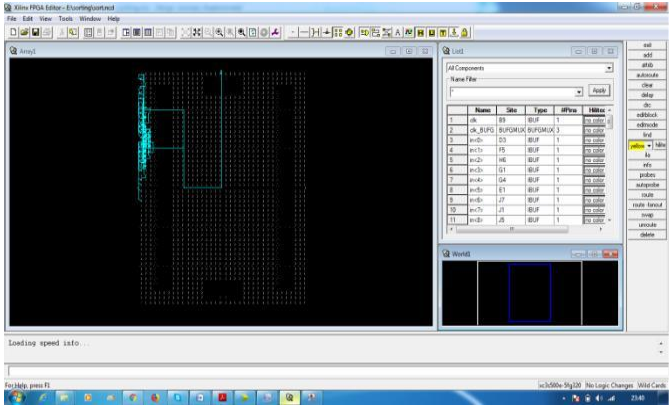 Xilinx FPGA Editor - E:\sorting\sort.ncd
File Edit View Tools Window Help
Array1
List1
All Components
Name Filter
*
Apply
Name Site Type #Pins Hilited
1 clk B9 IBUF 1 no color
2 clk_BUFG BUFGMUX BUFGMUX 3 no color
3 in<0> D3 IBUF 1 no color
4 in<1> F5 IBUF 1 no color
5 in<2> H6 IBUF 1 no color
6 in<3> G1 IBUF 1 no color
7 in<4> G4 IBUF 1 no color
8 in<5> E1 IBUF 1 no color
9 in<6> J7 IBUF 1 no color
10 in<7> J1 IBUF 1 no color
11 in<8> J5 IBUF 1 no color
World1
exit
add
attrib
autoroute
clear
delay
drc
editblock
editmode
find
yellow hilite
ila
info
probes
autoprobe
route
route-fanout
swap
unroute
delete
Loading speed info...
For Help, press F1
xc3s500e-5fg320 No Logic Changes Wild Cards
23:49